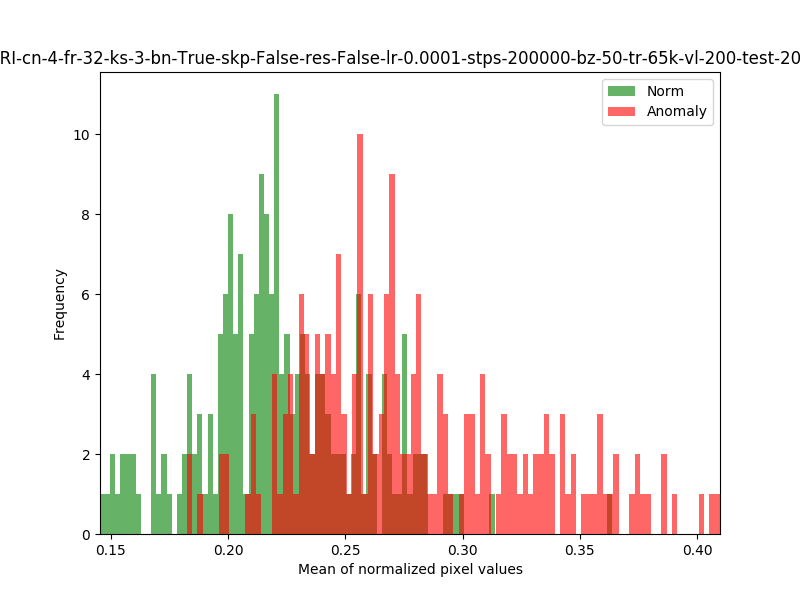 RI-cn-4-fr-32-ks-3-bn-True-skp-False-res-False-lr-0.0001-stps-200000-bz-50-tr-65k-vl-200-test-20
Norm
Anomaly
Frequency
10
8
6
4
2
0
0.15 0.20 0.25 0.30 0.35 0.40
Mean of normalized pixel values